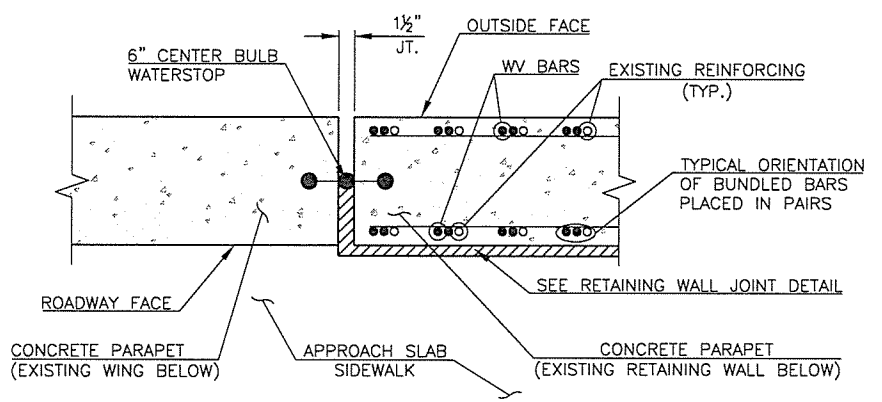 1½"
JT.
OUTSIDE FACE
6" CENTER BULB
WATERSTOP
WV BARS
EXISTING REINFORCING
(TYP.)
TYPICAL ORIENTATION
OF BUNDLED BARS
PLACED IN PAIRS
SEE RETAINING WALL JOINT DETAIL
ROADWAY FACE
CONCRETE PARAPET
(EXISTING WING BELOW)
APPROACH SLAB
SIDEWALK
CONCRETE PARAPET
(EXISTING RETAINING WALL BELOW)